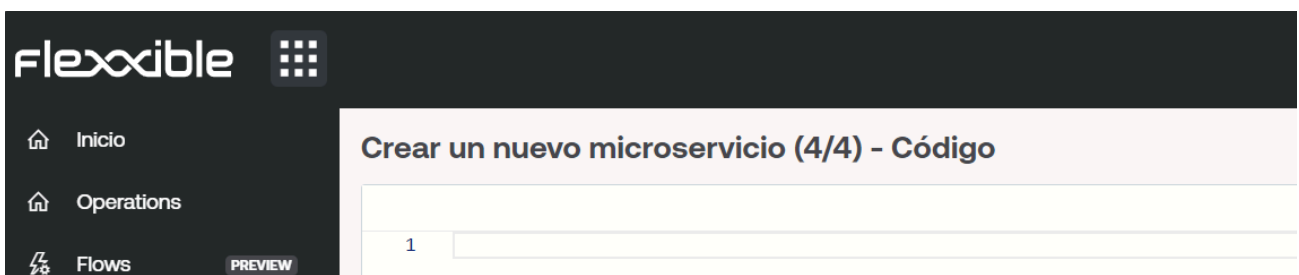 Flexxible
Inicio
Crear un nuevo microservicio (4/4) - Código
Operations
1
Flows PREVIEW